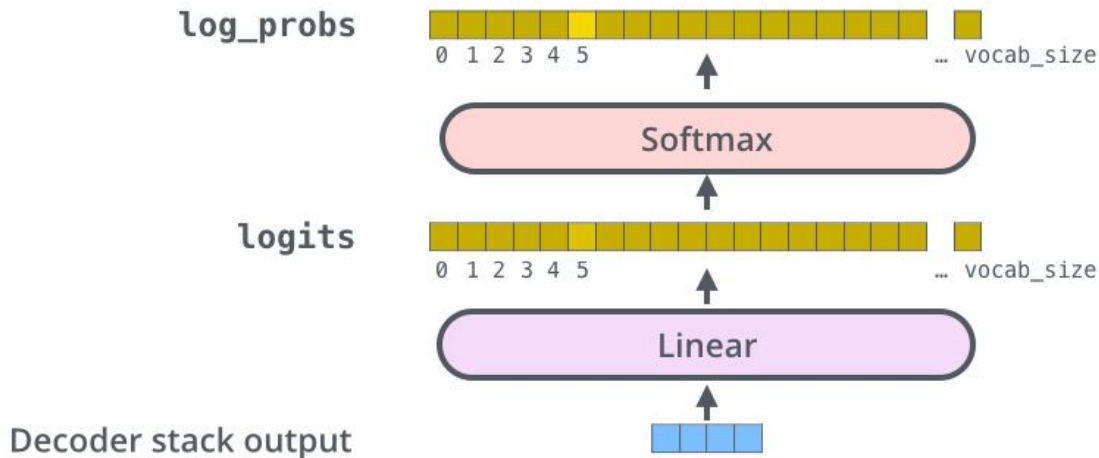 log_probs
0 1 2 3 4 5 … vocab_size
Softmax
logits
0 1 2 3 4 5 … vocab_size
Linear
Decoder stack output